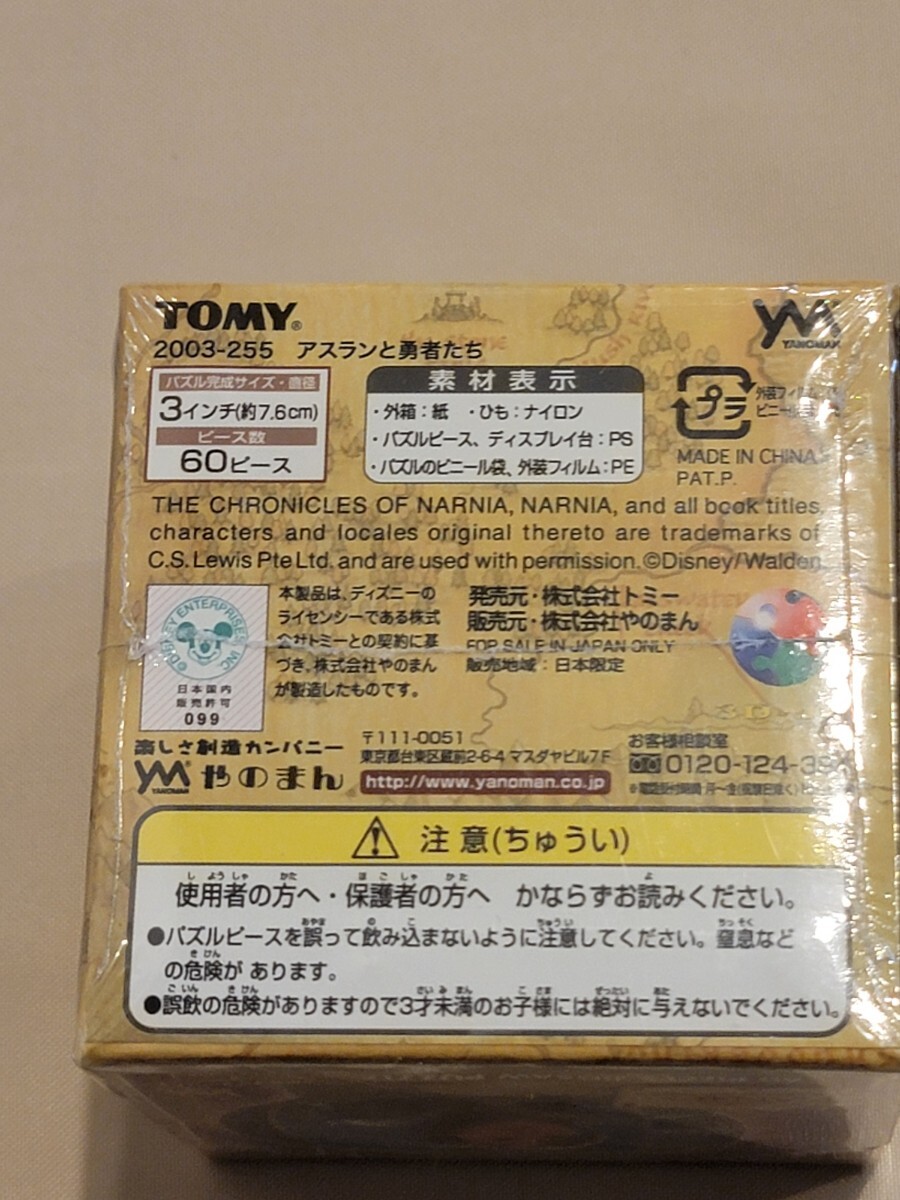 TOMY®
YM
YANOMAN
2003-255 アスランと勇者たち
パズル完成サイズ・直径
3インチ(約7.6cm)
ピース数
60ピース
素材表示
・外箱:紙 ・ひも:ナイロン
・パズルピース、ディスプレイ台:PS
・パズルのビニール袋、外装フィルム:PE
プラ
MADE IN CHINA
PAT.P.
THE CHRONICLES OF NARNIA, NARNIA, and all book titles,
characters and locales original thereto are trademarks of
C.S. Lewis Pte Ltd. and are used with permission. ©Disney/Walden
©DISNEY ENTERPRISES INC
日本国内
販売許可
099
本製品は、ディズニーの
ライセンシーである株式
会社トミーとの契約に基
づき、株式会社やのまん
が製造したものです。
発売元・株式会社トミー
販売元・株式会社やのまん
FOR SALE IN JAPAN ONLY
販売地域:日本限定
楽しさ創造カンパニー
YM
YANOMAN
やのまん
〒111-0051
東京都台東区蔵前2-6-4 マスダヤビル7F
http://www.yanoman.co.jp
お客様相談室
0120-124-39
注意(ちゅうい)
使用者の方へ・保護者の方へ かならずお読みください。
●パズルピースを誤って飲み込まないように注意してください。窒息など
の危険が あります。
●誤飲の危険がありますので3才未満のお子様には絶対に与えないでください。